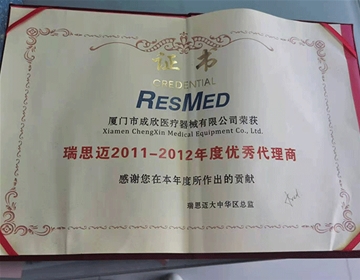 证书
CREDENTIAL
RESMED
厦门市成欣医疗器械有限公司荣获
Xiamen ChengXin Medical Equipment Co., Ltd.
瑞思迈2011-2012年度优秀代理商
感谢您在本年度所作出的贡献
瑞思迈大中华区总监